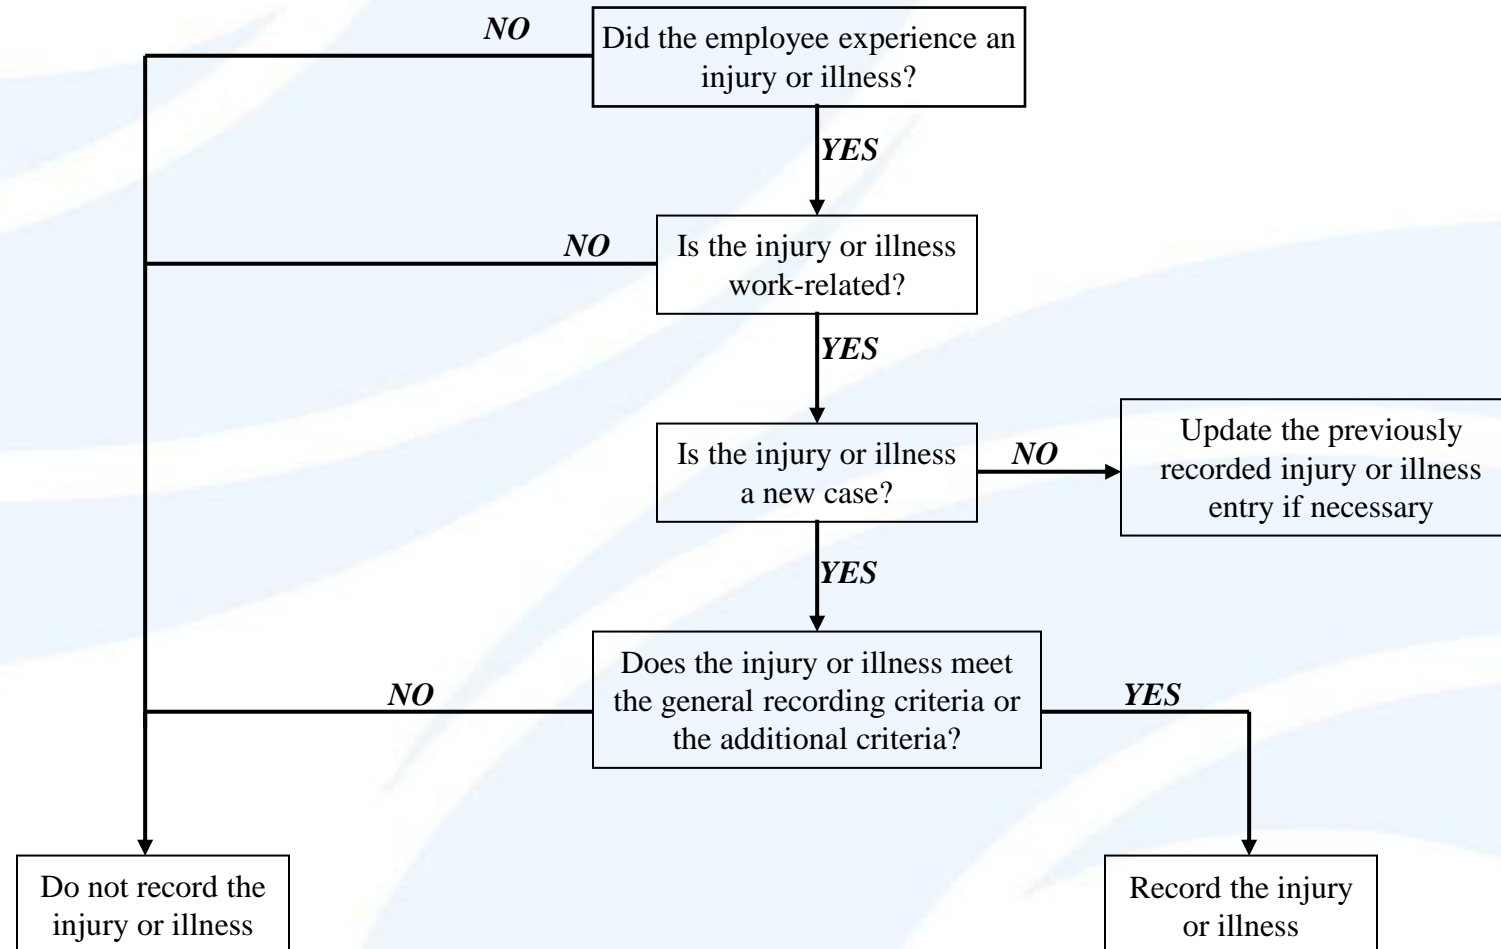 NO
Did the employee experience an
injury or illness?
YES
NO
Is the injury or illness
work-related?
YES
Is the injury or illness
a new case?
NO
Update the previously
recorded injury or illness
entry if necessary
YES
Does the injury or illness meet
the general recording criteria or
the additional criteria?
NO
YES
Do not record the
injury or illness
Record the injury
or illness